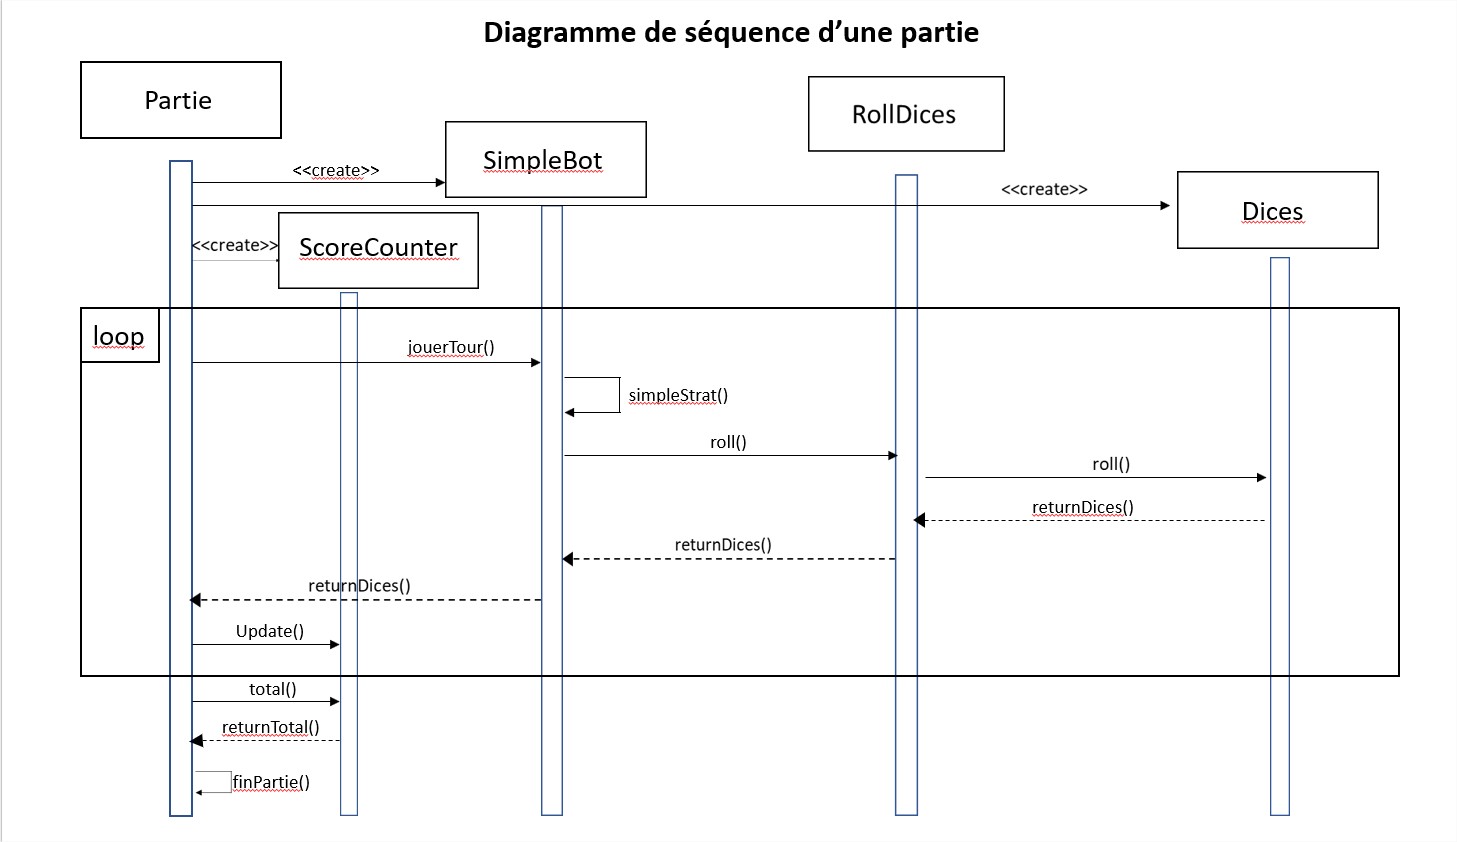 Diagramme de séquence d’une partie
Partie
RollDices
SimpleBot
<<create>>
<<create>>
Dices
<<create>>
ScoreCounter
loop
jouerTour()
simpleStrat()
roll()
roll()
returnDices()
returnDices()
returnDices()
Update()
total()
returnTotal()
finPartie()